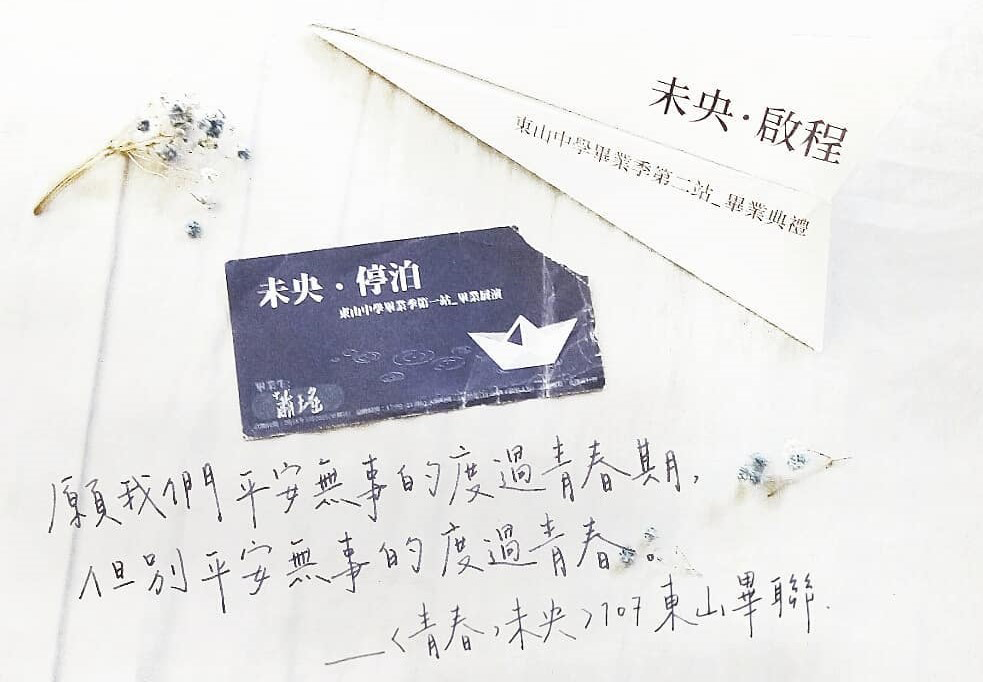 未央·啟程
東山中學畢業季第二站_畢業典禮
未央·停泊
東山中學畢業季第一站_畢業展演
畢業生:
蕭瑤
願我們平安無事的度過青春期,
但別平安無事的度過青春。
——<青春,未央>107東山畢聯.